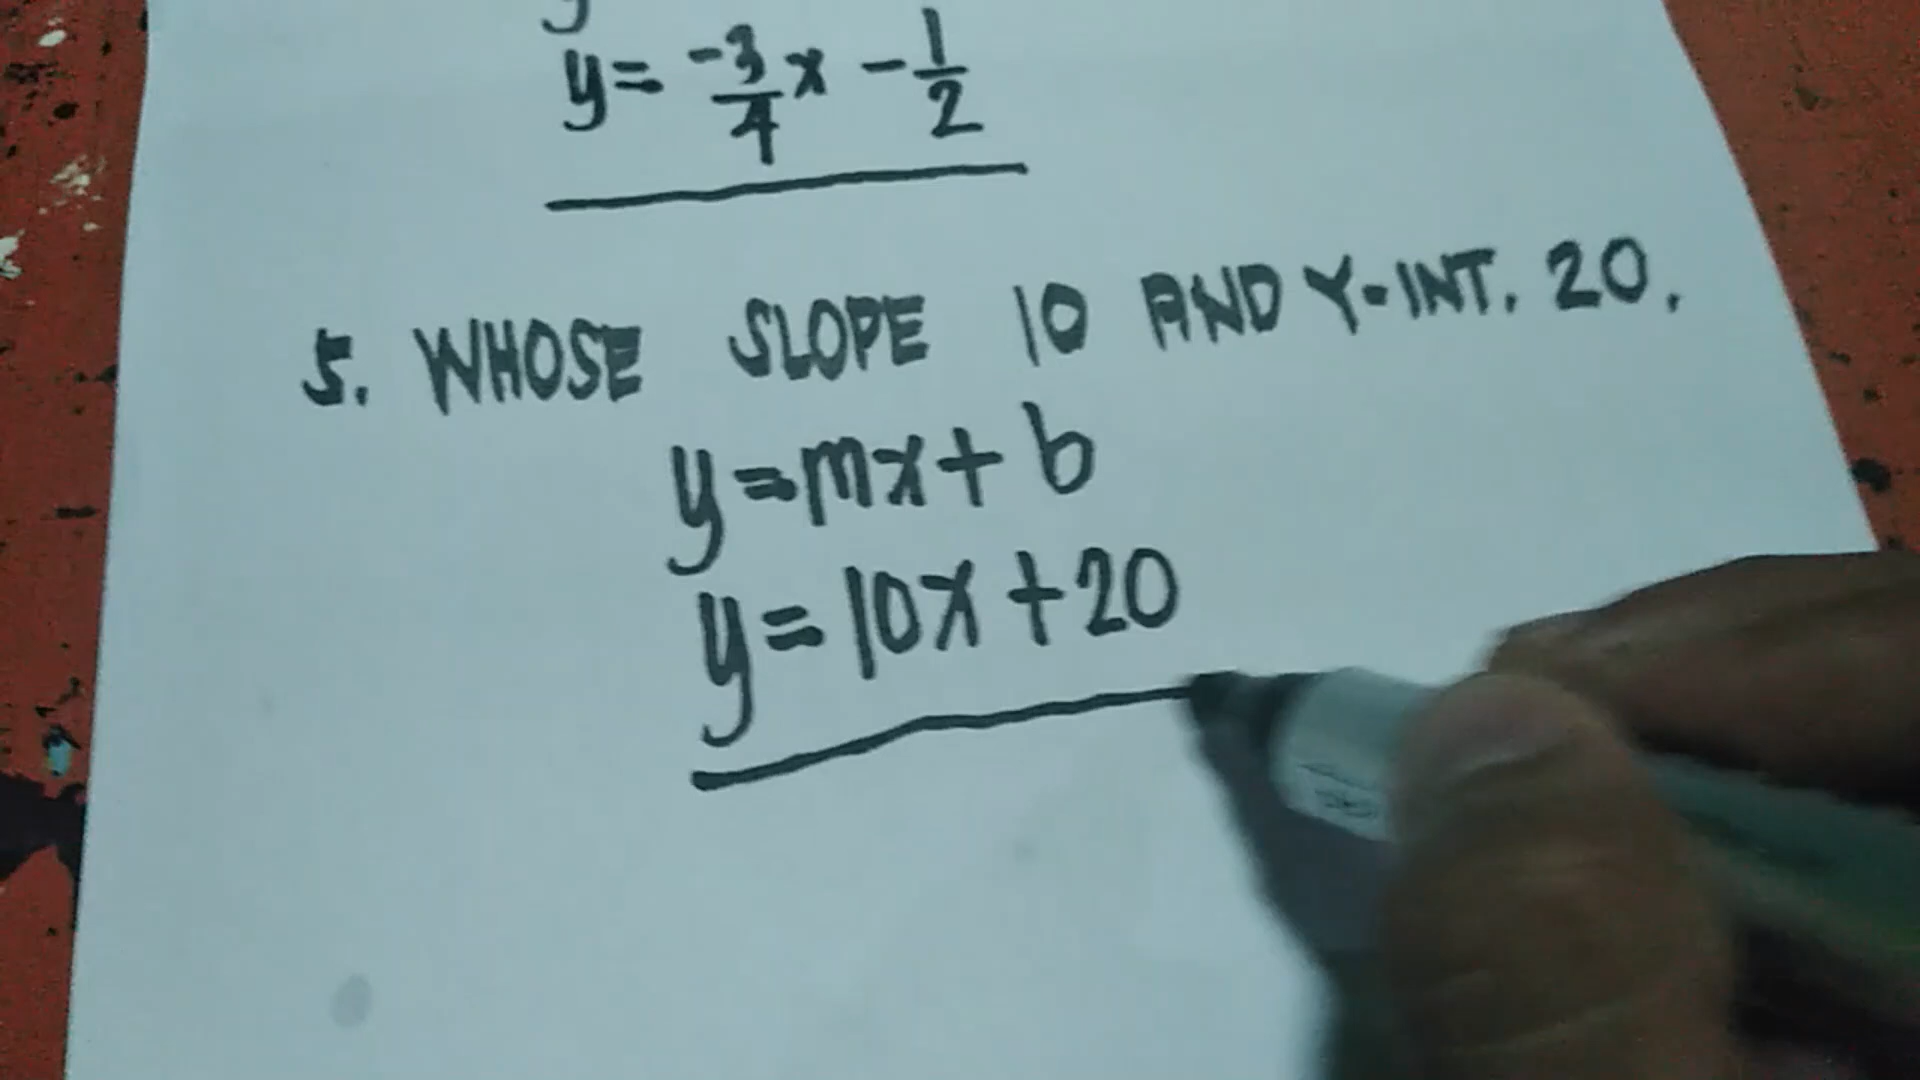 y = -3/4 x - 1/2
5. WHOSE SLOPE 10 AND Y-INT. 20.
y = mx + b
y = 10x + 20